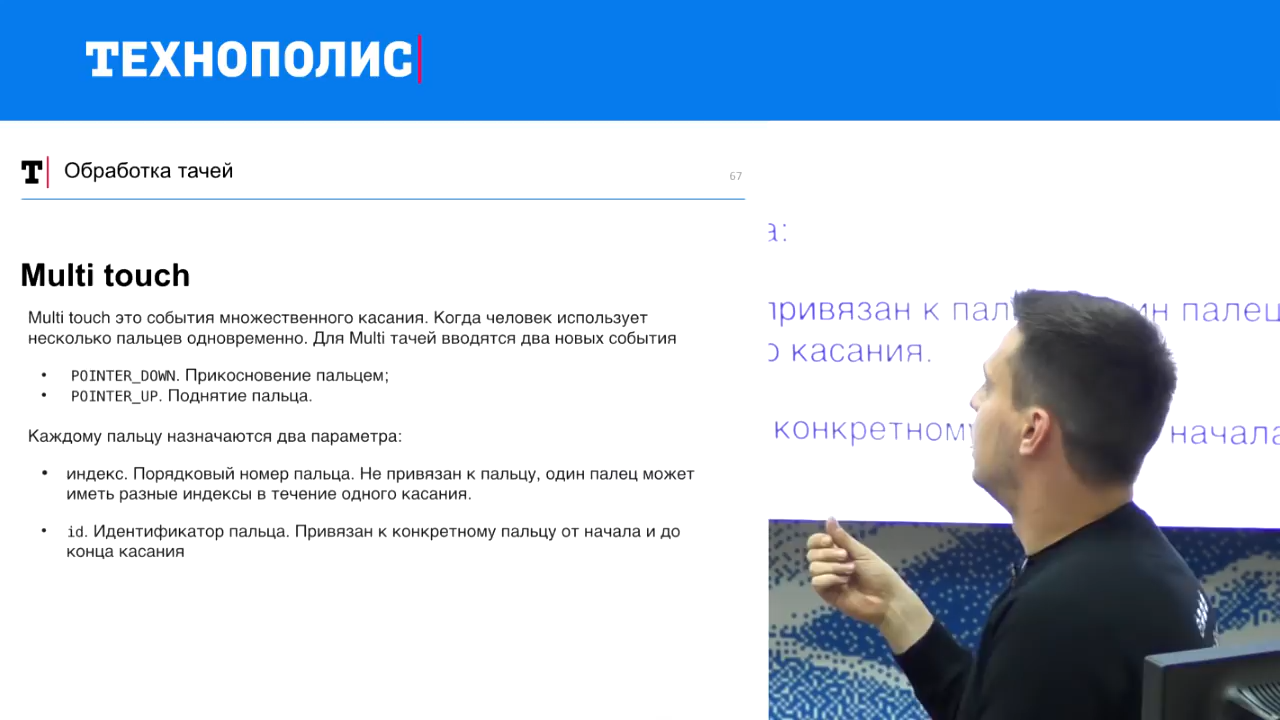 ТЕХНОПОЛИС
Т Обработка тачей
67
Multi touch
Multi touch это события множественного касания. Когда человек использует
несколько пальцев одновременно. Для Multi тачей вводятся два новых события
• POINTER_DOWN. Прикосновение пальцем;
• POINTER_UP. Поднятие пальца.
Каждому пальцу назначаются два параметра:
• индекс. Порядковый номер пальца. Не привязан к пальцу, один палец может
иметь разные индексы в течение одного касания.
• id. Идентификатор пальца. Привязан к конкретному пальцу от начала и до
конца касания
а:
привязан к пал ин палец
о касания.
конкретному начала